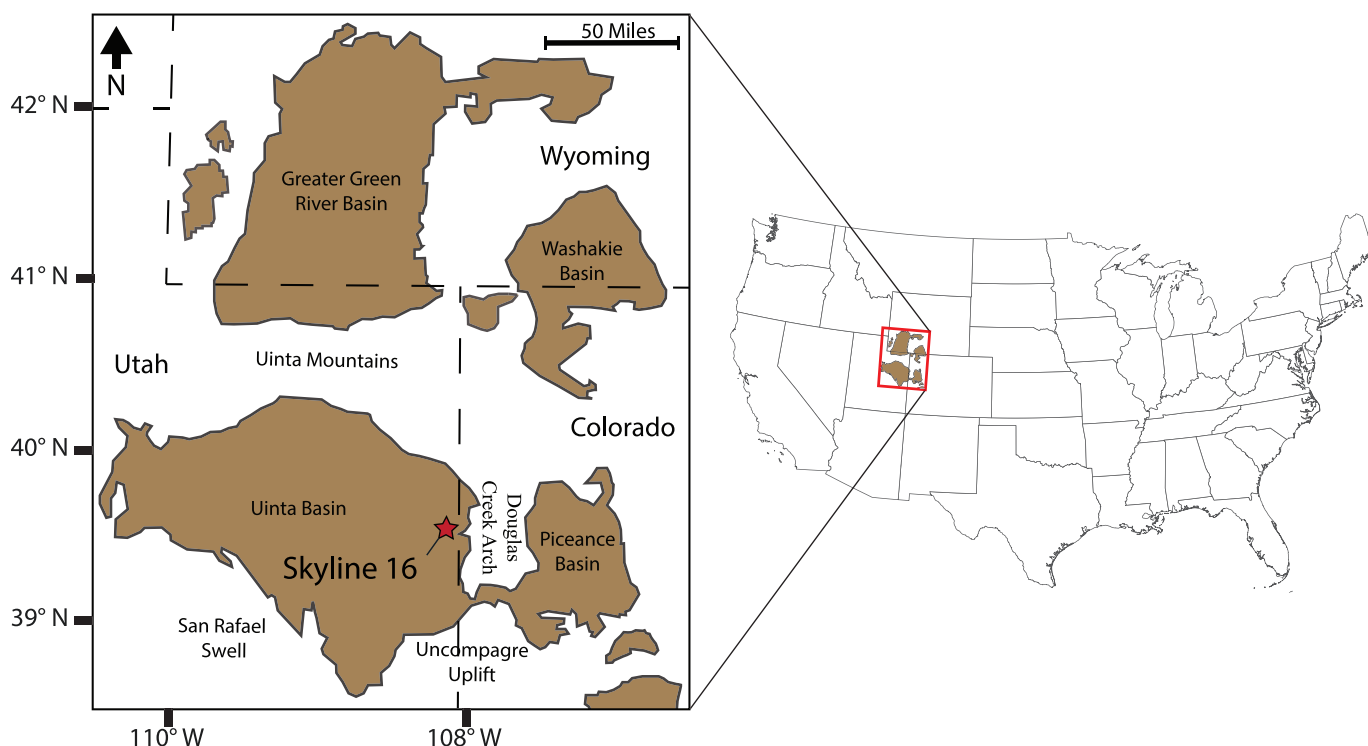 50 Miles
N
42° N
Wyoming
Greater Green
River Basin
Washakie
Basin
41° N
Utah
Uinta Mountains
Colorado
40° N
Uinta Basin
Douglas
Creek Arch
Piceance
Basin
Skyline 16
39° N
San Rafael
Swell
Uncompagre
Uplift
110° W
108° W